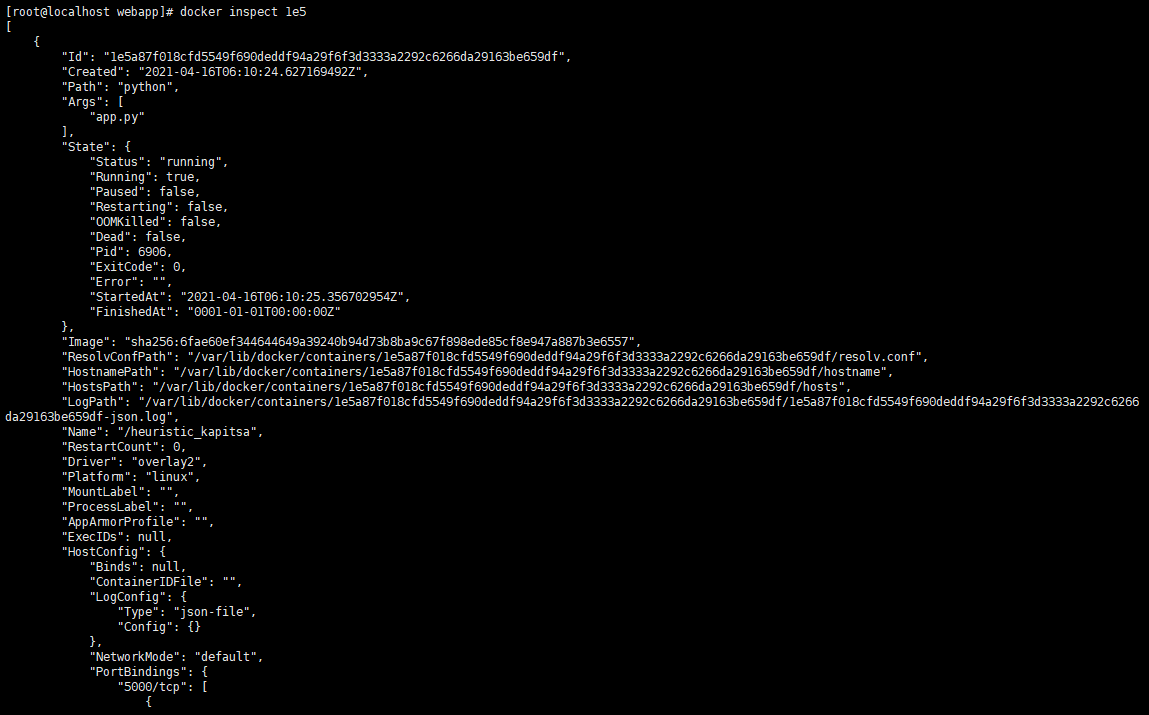 [root@localhost webapp]# docker inspect 1e5
[
    {
        "Id": "1e5a87f018cfd5549f690deddf94a29f6f3d3333a2292c6266da29163be659df",
        "Created": "2021-04-16T06:10:24.627169492Z",
        "Path": "python",
        "Args": [
            "app.py"
        ],
        "State": {
            "Status": "running",
            "Running": true,
            "Paused": false,
            "Restarting": false,
            "OOMKilled": false,
            "Dead": false,
            "Pid": 6906,
            "ExitCode": 0,
            "Error": "",
            "StartedAt": "2021-04-16T06:10:25.356702954Z",
            "FinishedAt": "0001-01-01T00:00:00Z"
        },
        "Image": "sha256:6fae60ef344644649a39240b94d73b8ba9c67f898ede85cf8e947a887b3e6557",
        "ResolvConfPath": "/var/lib/docker/containers/1e5a87f018cfd5549f690deddf94a29f6f3d3333a2292c6266da29163be659df/resolv.conf",
        "HostnamePath": "/var/lib/docker/containers/1e5a87f018cfd5549f690deddf94a29f6f3d3333a2292c6266da29163be659df/hostname",
        "HostsPath": "/var/lib/docker/containers/1e5a87f018cfd5549f690deddf94a29f6f3d3333a2292c6266da29163be659df/hosts",
        "LogPath": "/var/lib/docker/containers/1e5a87f018cfd5549f690deddf94a29f6f3d3333a2292c6266da29163be659df/1e5a87f018cfd5549f690deddf94a29f6f3d3333a2292c6266
da29163be659df-json.log",
        "Name": "/heuristic_kapitsa",
        "RestartCount": 0,
        "Driver": "overlay2",
        "Platform": "linux",
        "MountLabel": "",
        "ProcessLabel": "",
        "AppArmorProfile": "",
        "ExecIDs": null,
        "HostConfig": {
            "Binds": null,
            "ContainerIDFile": "",
            "LogConfig": {
                "Type": "json-file",
                "Config": {}
            },
            "NetworkMode": "default",
            "PortBindings": {
                "5000/tcp": [
                    {